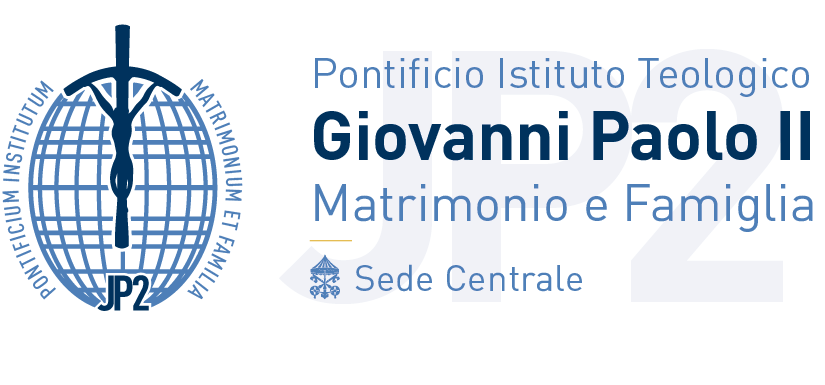 PONTIFICIUM INSTITUTUM
MATRIMONIUM ET FAMILIA
JP2
JP2
Pontificio Istituto Teologico
Giovanni Paolo II
Matrimonio e Famiglia
Sede Centrale